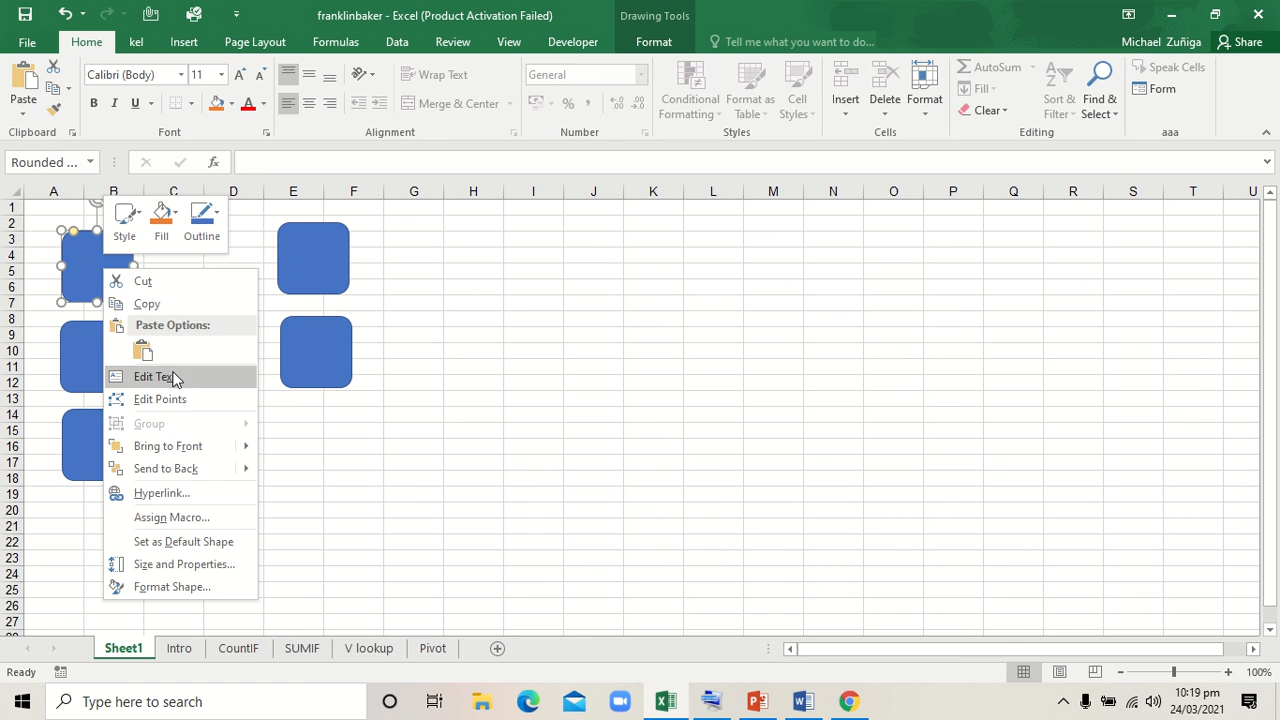 franklinbaker - Excel (Product Activation Failed)
Drawing Tools
File
Home
kel
Insert
Page Layout
Formulas
Data
Review
View
Developer
Format
Tell me what you want to do...
Michael Zuñiga
Share
Paste
Calibri (Body)
11
Wrap Text
Merge & Center
General
Conditional Formatting
Format as Table
Cell Styles
Insert
Delete
Format
AutoSum
Fill
Clear
Sort & Filter
Find & Select
Speak Cells
Form
Clipboard
Font
Alignment
Number
Styles
Cells
Editing
aaa
Rounded ...
A B C D E F G H I J K L M N O P Q R S T U
1
2
3
4
5
6
7
8
9
10
11
12
13
14
15
16
17
18
19
20
21
22
23
24
25
26
27
Style
Fill
Outline
Cut
Copy
Paste Options:
Edit Text
Edit Points
Group
Bring to Front
Send to Back
Hyperlink...
Assign Macro...
Set as Default Shape
Size and Properties...
Format Shape...
Sheet1
Intro
CountIF
SUMIF
V lookup
Pivot
Ready
100%
Type here to search
10:19 pm
24/03/2021